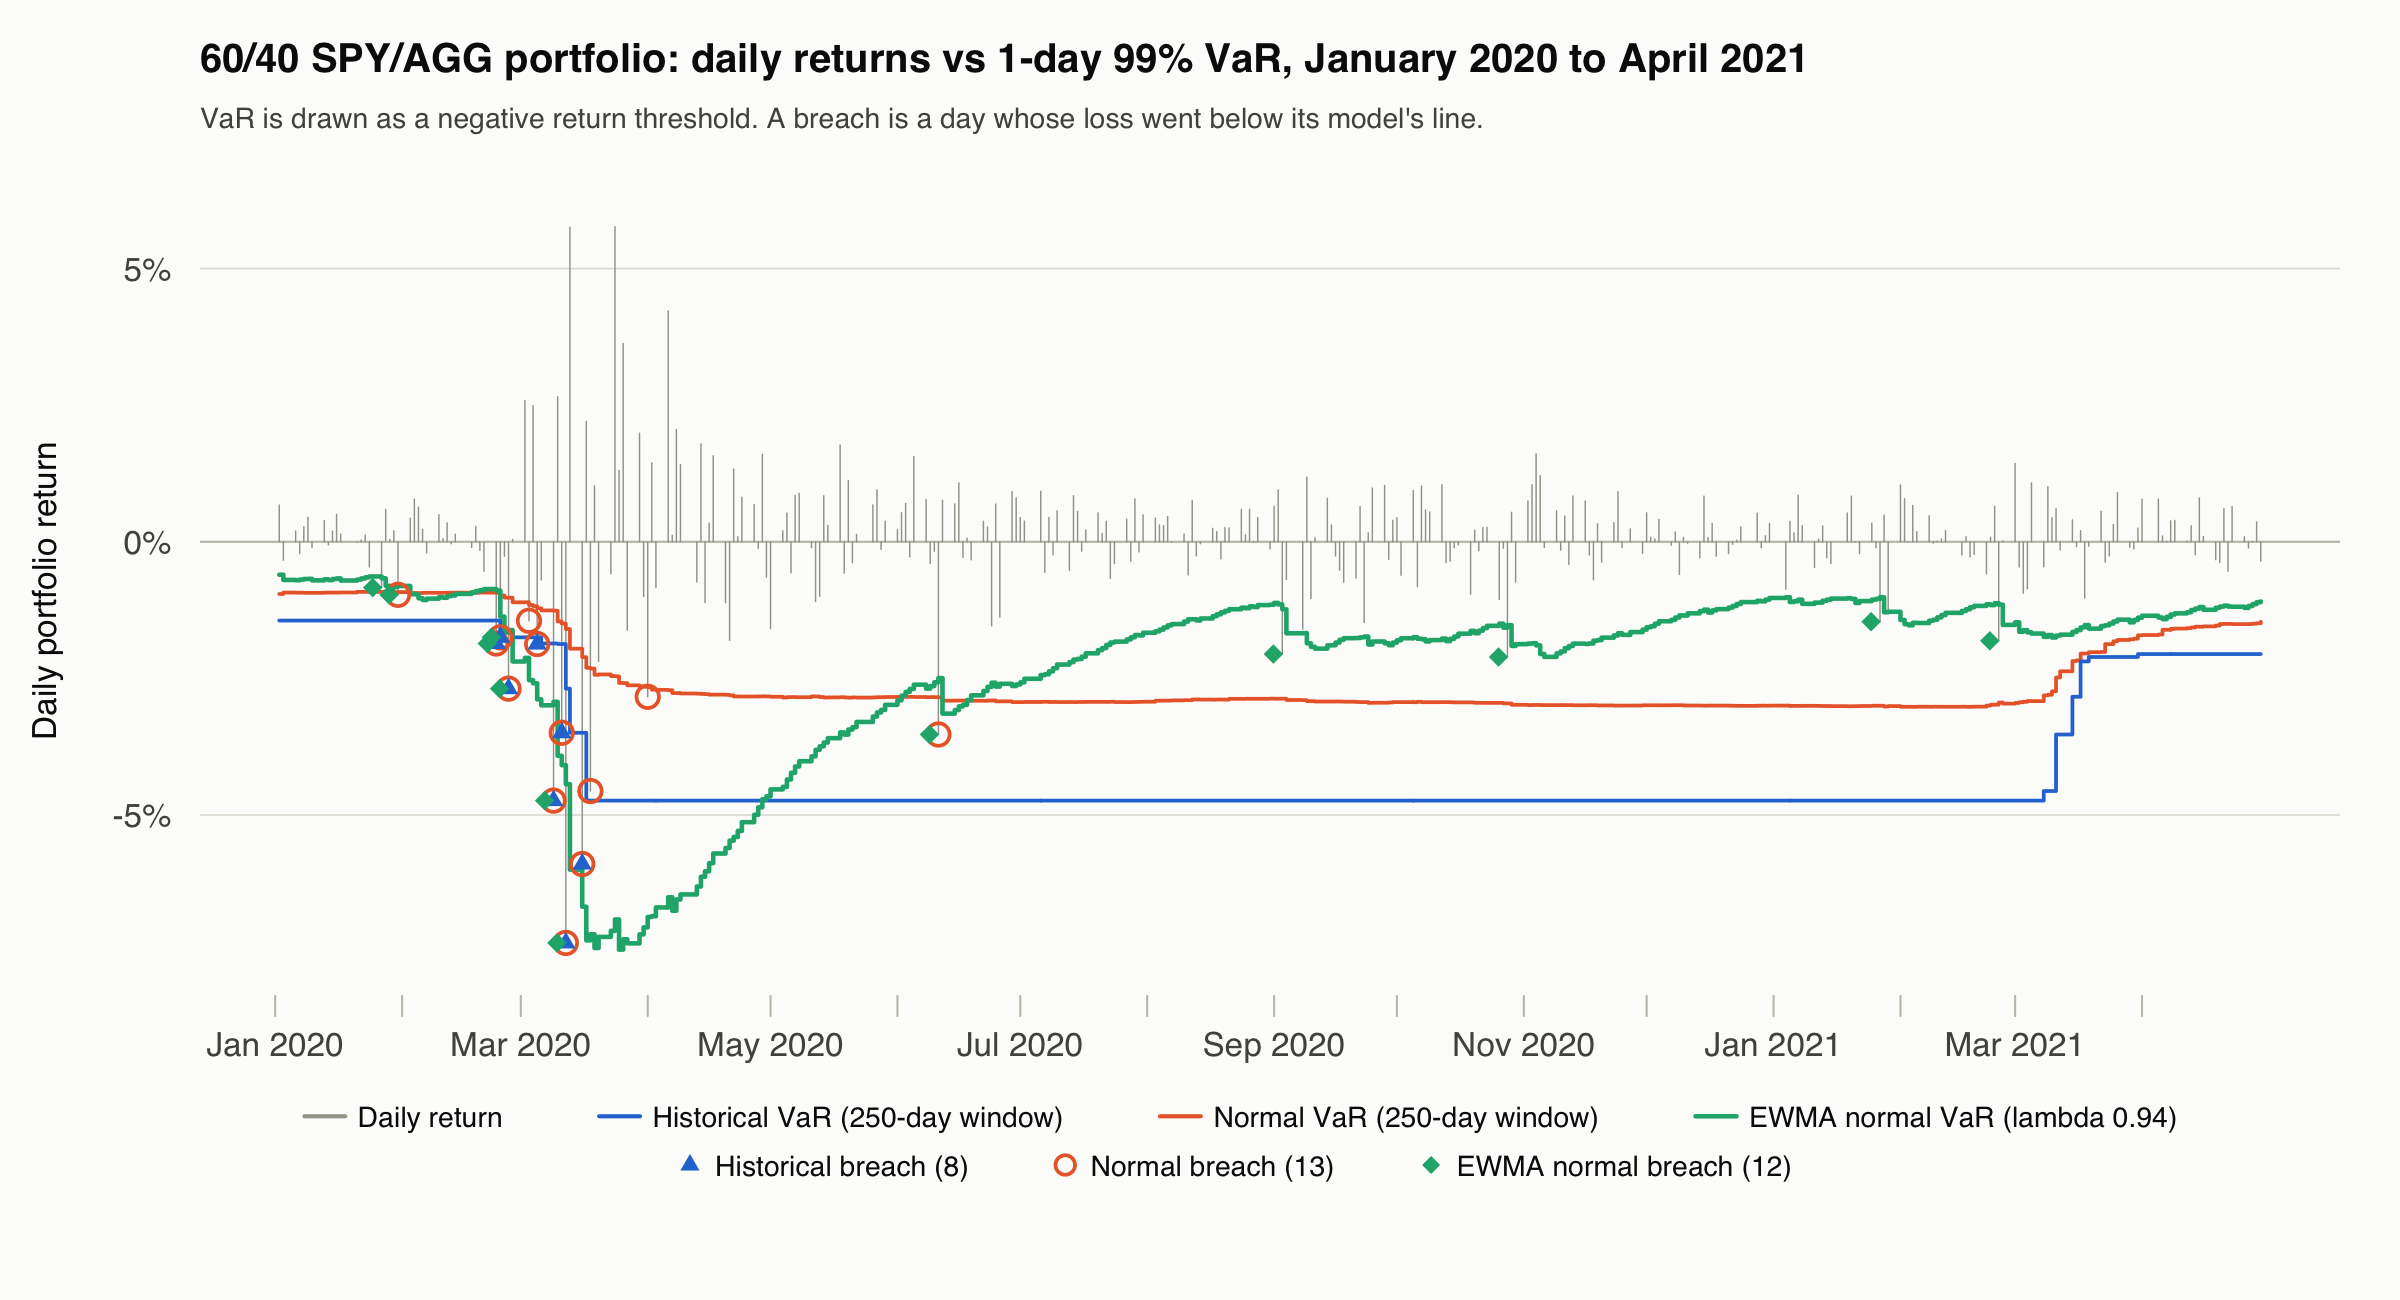 60/40 SPY/AGG portfolio: daily returns vs 1-day 99% VaR, January 2020 to April 2021
VaR is drawn as a negative return threshold. A breach is a day whose loss went below its model's line.
Daily portfolio return
5%
0%
-5%
Jan 2020
Mar 2020
May 2020
Jul 2020
Sep 2020
Nov 2020
Jan 2021
Mar 2021
Daily return
Historical VaR (250-day window)
Normal VaR (250-day window)
EWMA normal VaR (lambda 0.94)
Historical breach (8)
Normal breach (13)
EWMA normal breach (12)